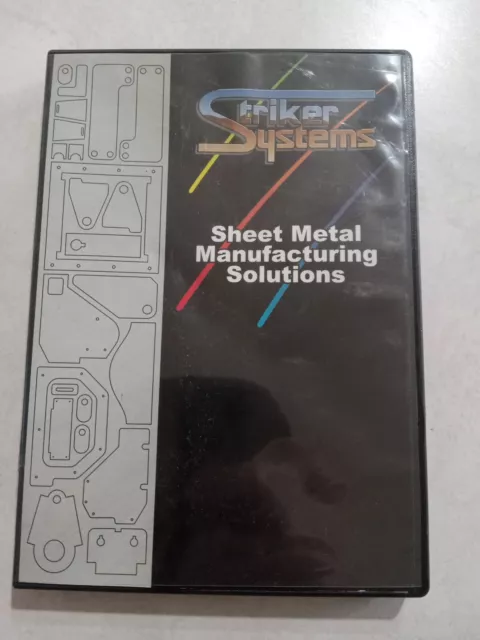 Striker
Systems
Sheet Metal
Manufacturing
Solutions